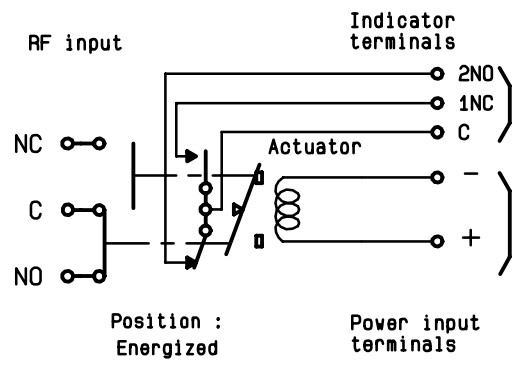 RF input
Indicator
terminals
2NO
1NC
C
Actuator
NC
C
NO
-
+
Position :
Energized
Power input
terminals